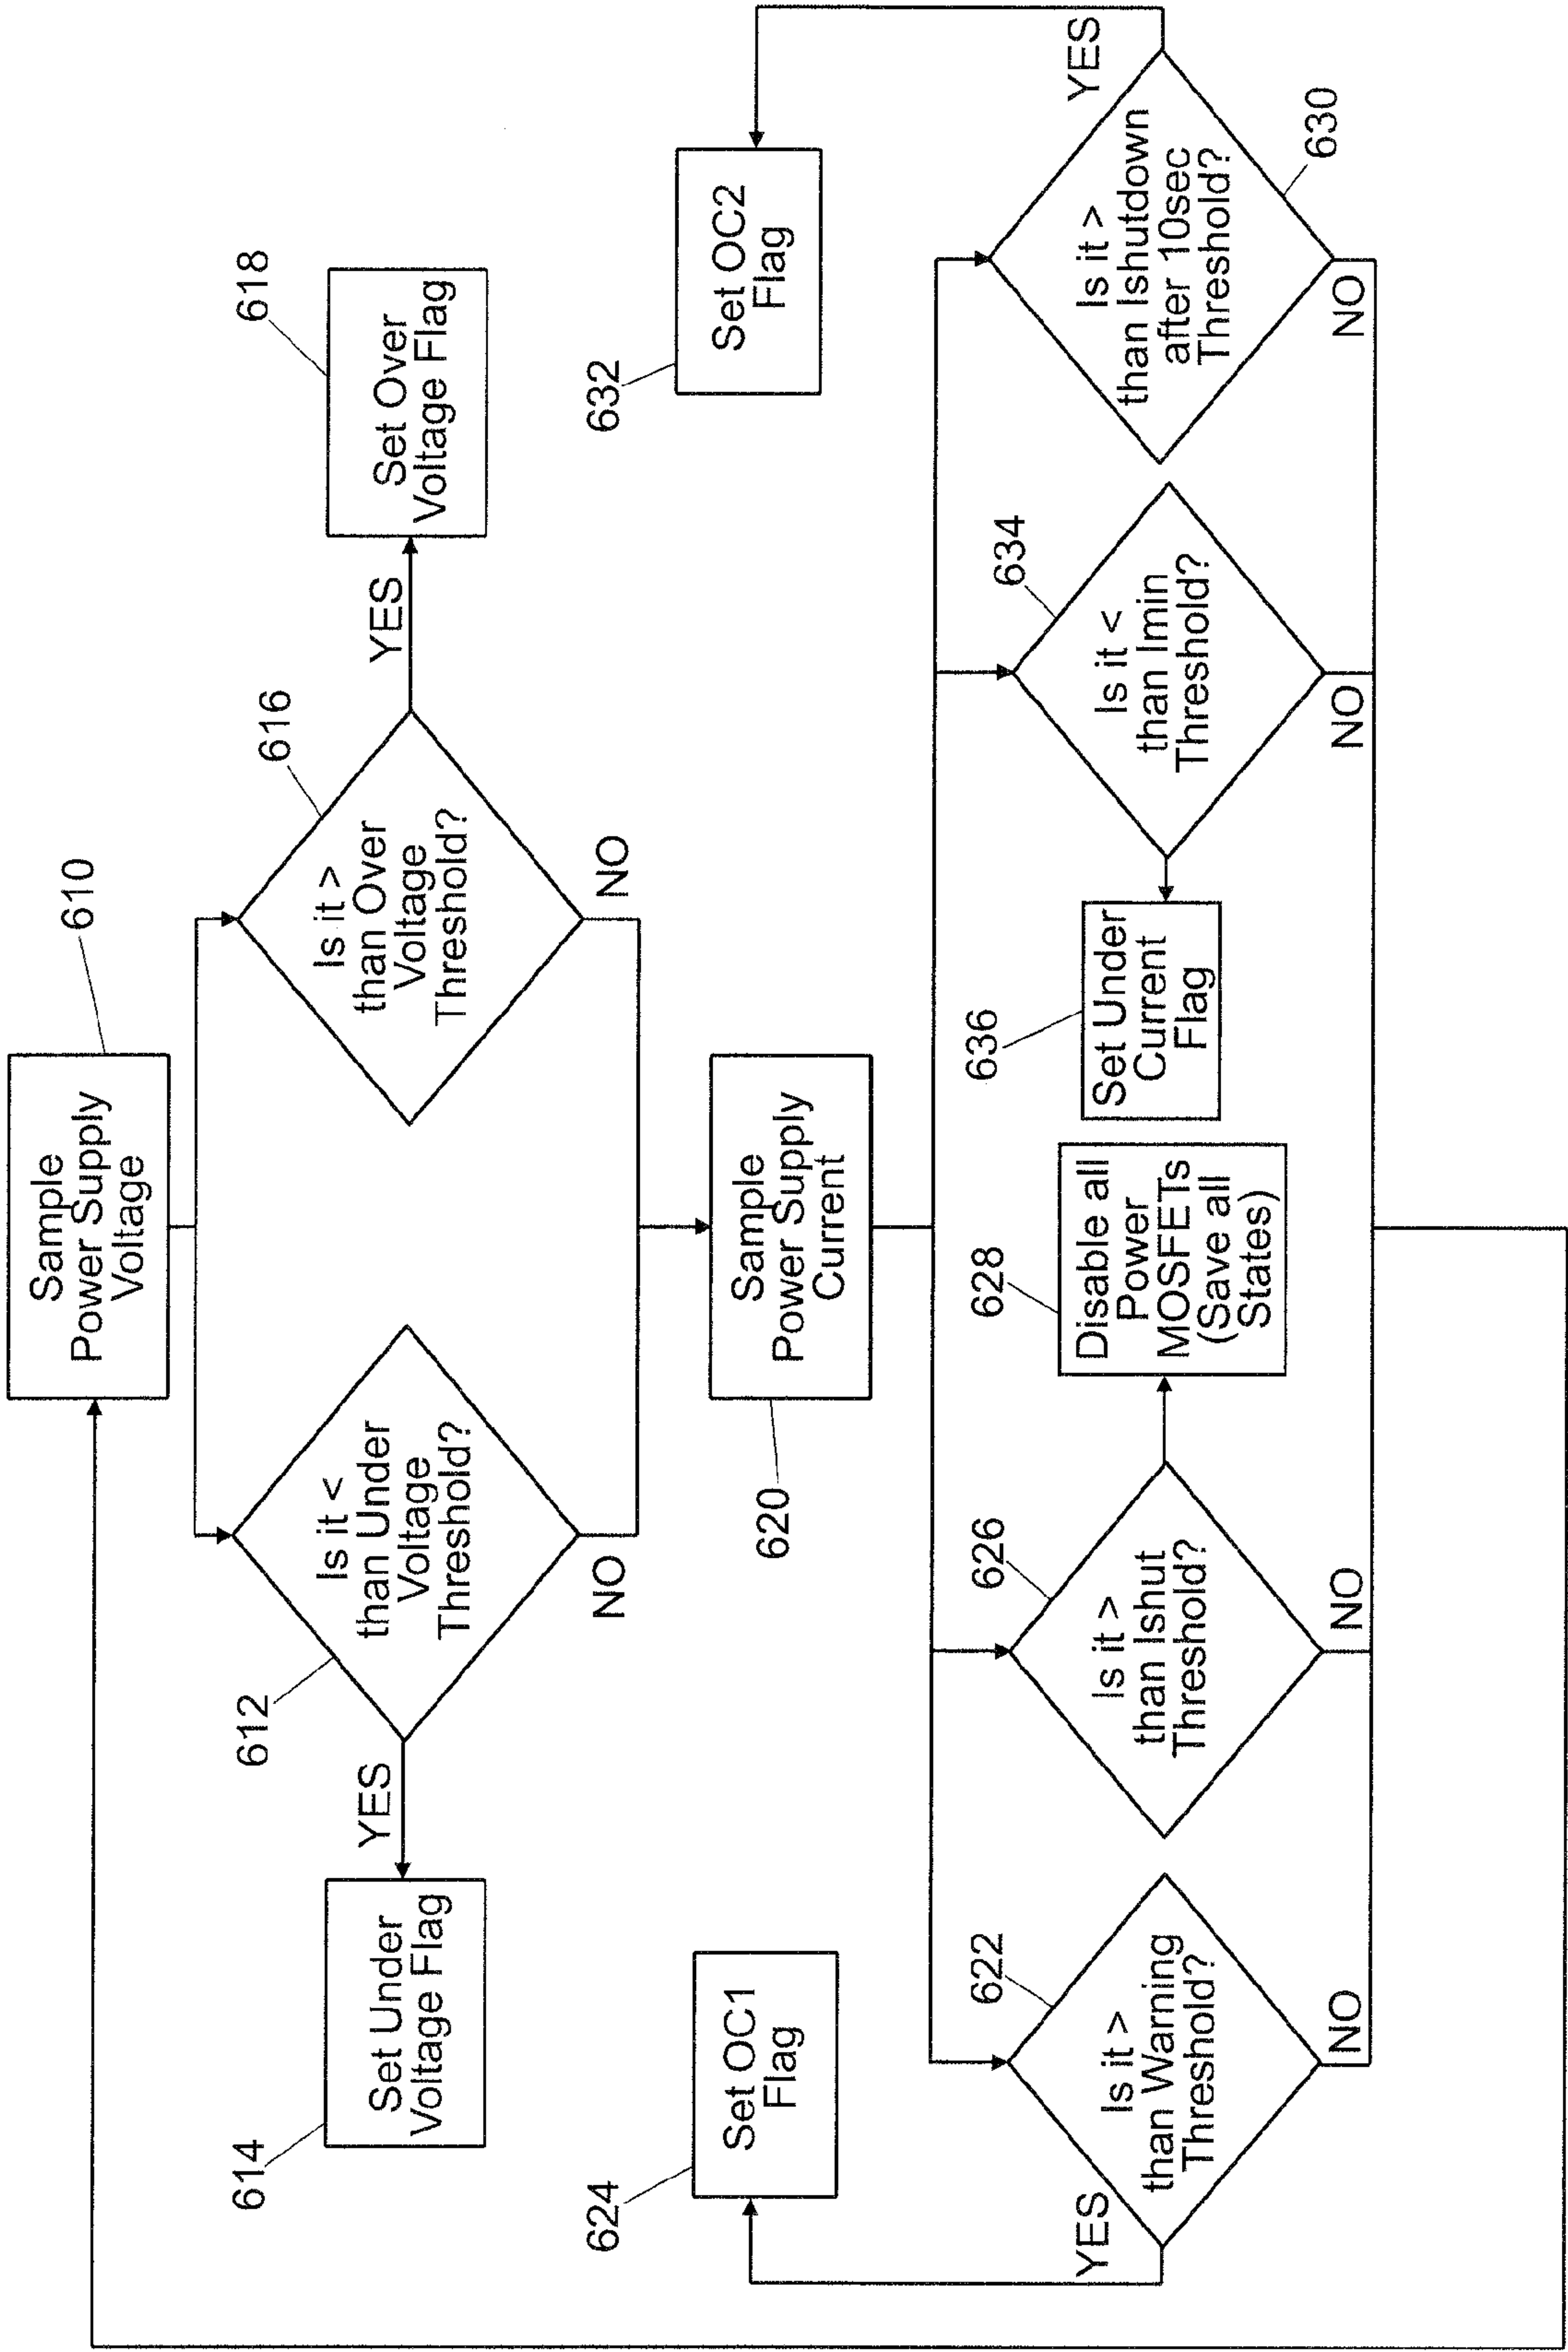 610
Sample
Power Supply
Voltage
612
Is it <
than Under
Voltage
Threshold?
YES
NO
614
Set Under
Voltage Flag
616
Is it >
than Over
Voltage
Threshold?
YES
NO
618
Set Over
Voltage Flag
620
Sample
Power Supply
Current
622
Is it >
than Warning
Threshold?
YES
NO
624
Set OC1
Flag
626
Is it >
than Ishut
Threshold?
NO
628
Disable all
Power
MOSFETs
(Save all
States)
634
Is it <
than Imin
Threshold?
NO
636
Set Under
Current
Flag
630
Is it >
than Ishutdown
after 10sec
Threshold?
YES
NO
632
Set OC2
Flag